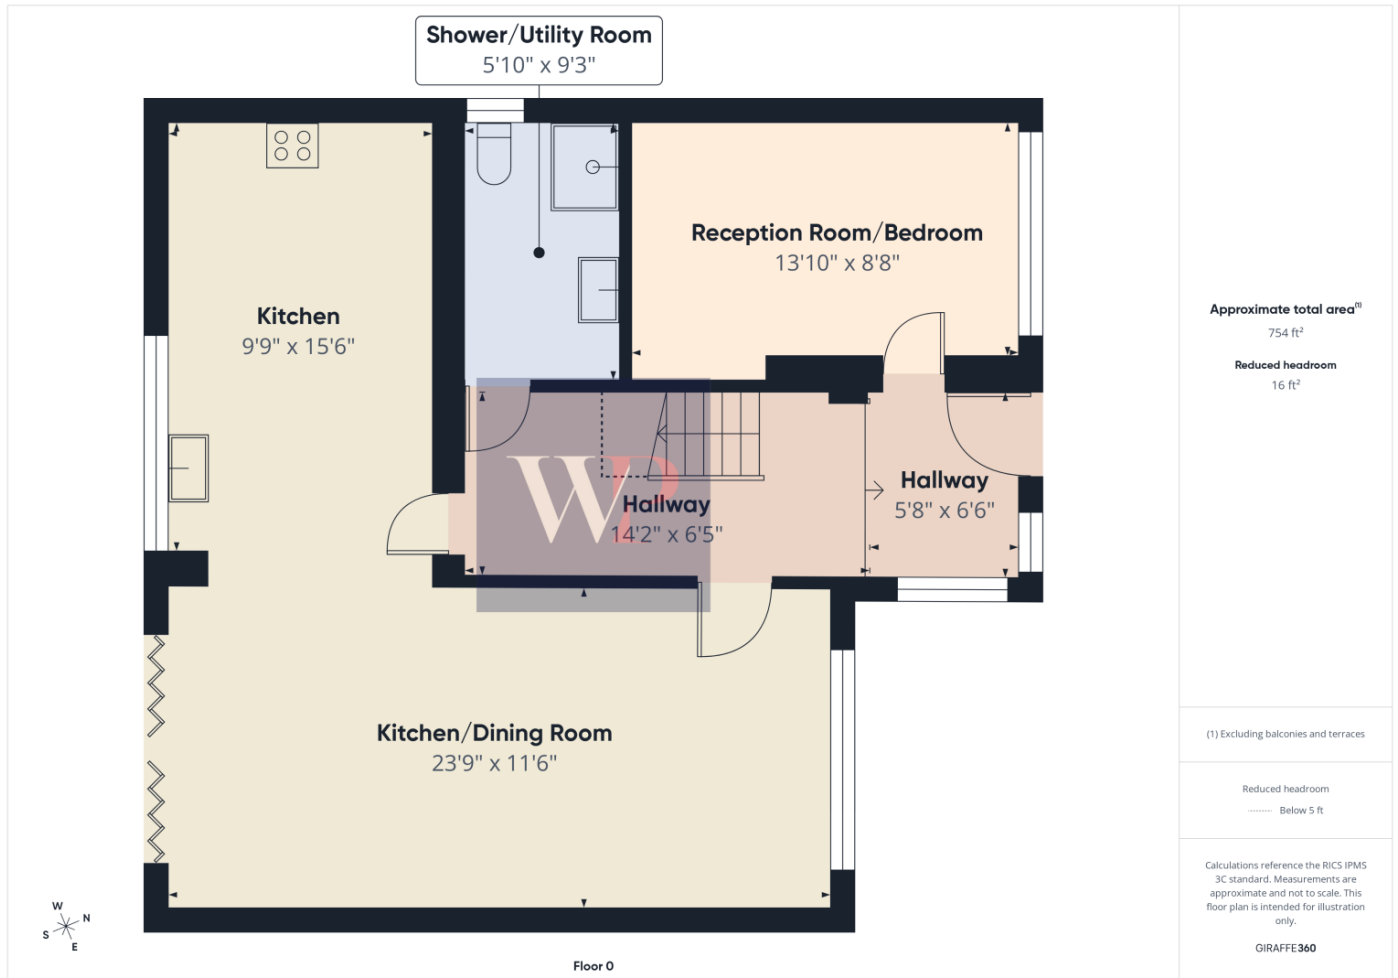 Shower/Utility Room
5'10" x 9'3"
Kitchen
9'9" x 15'6"
Reception Room/Bedroom
13'10" x 8'8"
Hallway
14'2" x 6'5"
WP
Hallway
5'8" x 6'6"
Kitchen/Dining Room
23'9" x 11'6"
W
N
S
E
Floor 0
Approximate total area(1)
754 ft²
Reduced headroom
16 ft²
(1) Excluding balconies and terraces
Reduced headroom
Below 5 ft
Calculations reference the RICS IPMS
3C standard. Measurements are
approximate and not to scale. This
floor plan is intended for illustration
only.
GIRAFFE360